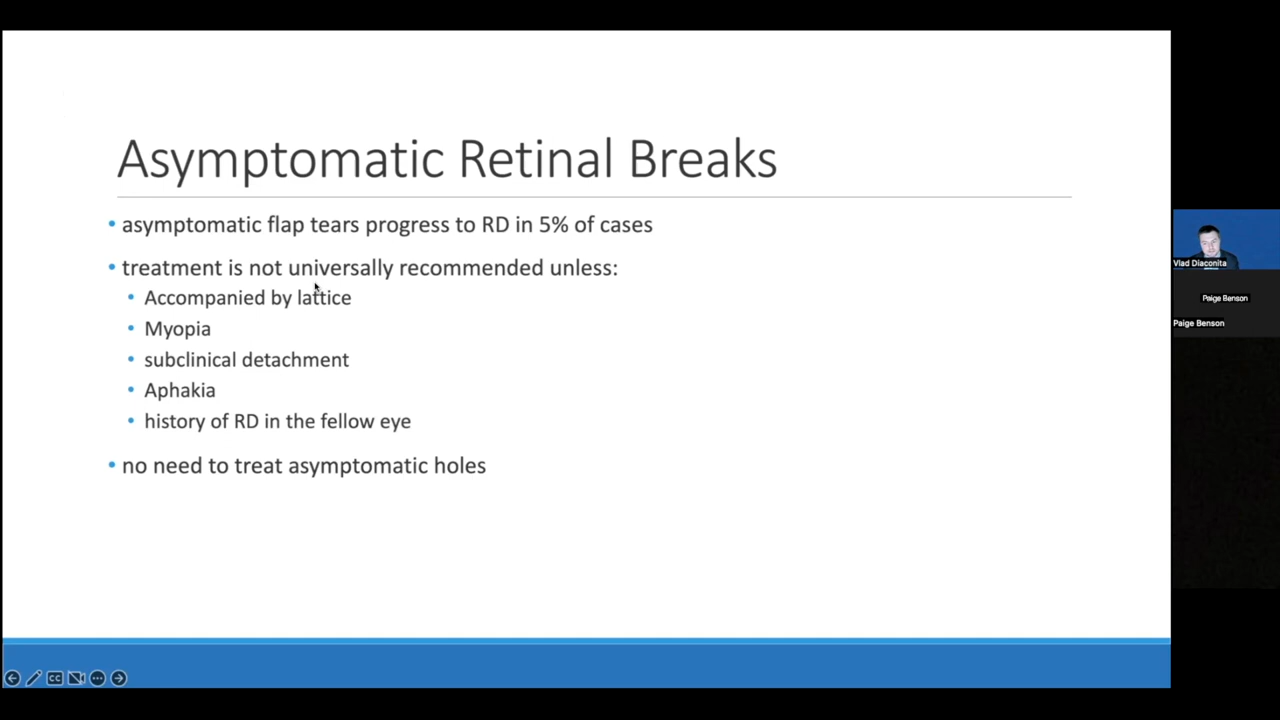 Asymptomatic Retinal Breaks
• asymptomatic flap tears progress to RD in 5% of cases
• treatment is not universally recommended unless:
• Accompanied by lattice
• Myopia
• subclinical detachment
• Aphakia
• history of RD in the fellow eye
• no need to treat asymptomatic holes
Vlad Diaconita
Paige Benson
Paige Benson
CC